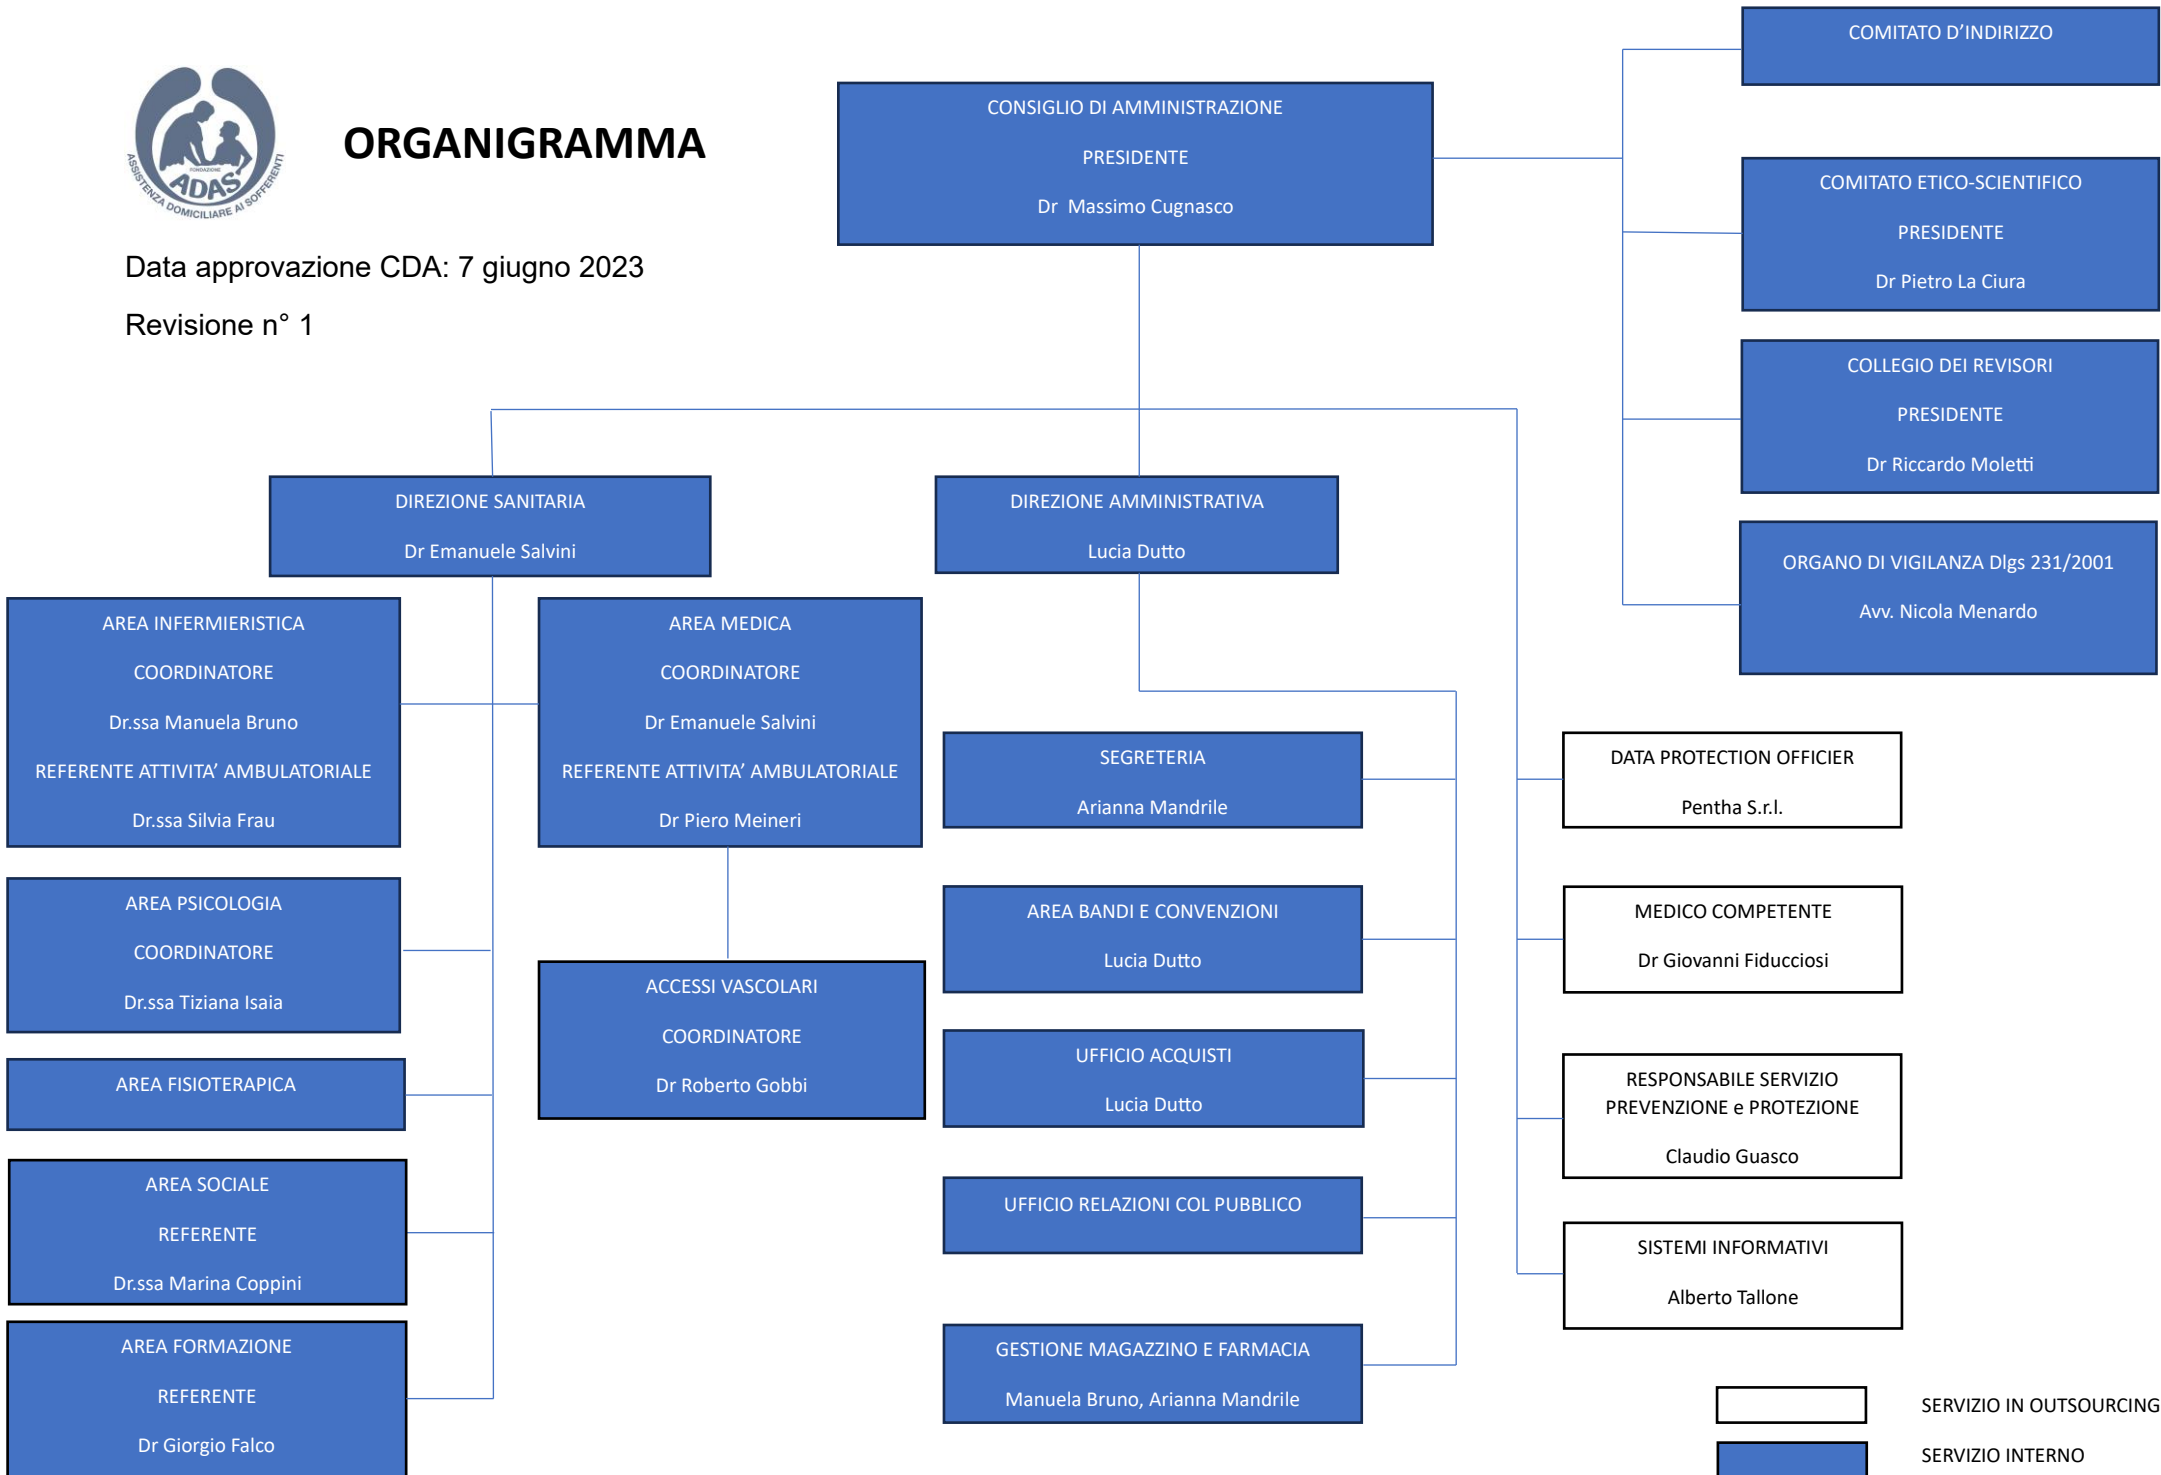 FONDAZIONE
ADAS
ASSISTENZA DOMICILIARE AI SOFFERENTI
ORGANIGRAMMA
Data approvazione CDA: 7 giugno 2023
Revisione n° 1
CONSIGLIO DI AMMINISTRAZIONE
PRESIDENTE
Dr Massimo Cugnasco
COMITATO D’INDIRIZZO
COMITATO ETICO-SCIENTIFICO
PRESIDENTE
Dr Pietro La Ciura
COLLEGIO DEI REVISORI
PRESIDENTE
Dr Riccardo Moletti
ORGANO DI VIGILANZA Dlgs 231/2001
Avv. Nicola Menardo
DIREZIONE SANITARIA
Dr Emanuele Salvini
DIREZIONE AMMINISTRATIVA
Lucia Dutto
AREA INFERMIERISTICA
COORDINATORE
Dr.ssa Manuela Bruno
REFERENTE ATTIVITA’ AMBULATORIALE
Dr.ssa Silvia Frau
AREA MEDICA
COORDINATORE
Dr Emanuele Salvini
REFERENTE ATTIVITA’ AMBULATORIALE
Dr Piero Meineri
AREA PSICOLOGIA
COORDINATORE
Dr.ssa Tiziana Isaia
ACCESSI VASCOLARI
COORDINATORE
Dr Roberto Gobbi
AREA FISIOTERAPICA
AREA SOCIALE
REFERENTE
Dr.ssa Marina Coppini
AREA FORMAZIONE
REFERENTE
Dr Giorgio Falco
SEGRETERIA
Arianna Mandrile
AREA BANDI E CONVENZIONI
Lucia Dutto
UFFICIO ACQUISTI
Lucia Dutto
UFFICIO RELAZIONI COL PUBBLICO
GESTIONE MAGAZZINO E FARMACIA
Manuela Bruno, Arianna Mandrile
DATA PROTECTION OFFICIER
Pentha S.r.l.
MEDICO COMPETENTE
Dr Giovanni Fiducciosi
RESPONSABILE SERVIZIO
PREVENZIONE e PROTEZIONE
Claudio Guasco
SISTEMI INFORMATIVI
Alberto Tallone
SERVIZIO IN OUTSOURCING
SERVIZIO INTERNO